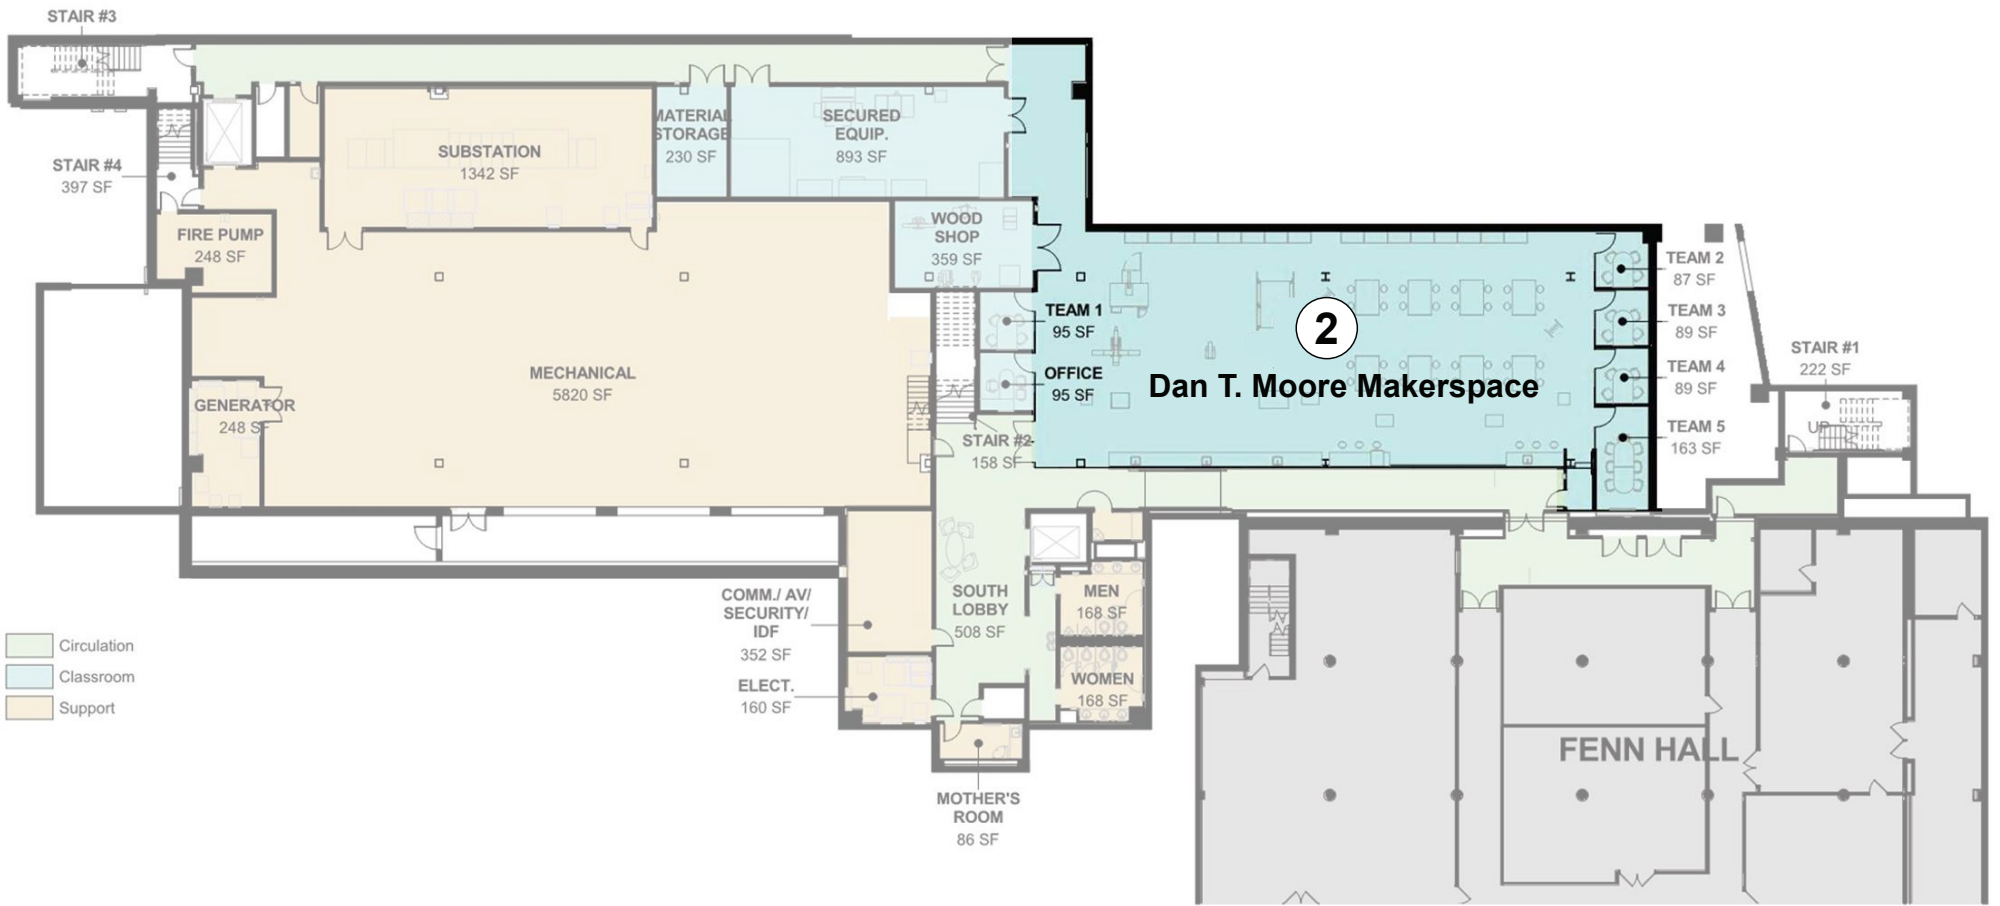 STAIR #3
STAIR #4
397 SF
SUBSTATION
1342 SF
MATERIAL
STORAGE
230 SF
SECURED
EQUIP.
893 SF
FIRE PUMP
248 SF
WOOD
SHOP
359 SF
TEAM 2
87 SF
TEAM 1
95 SF
2
TEAM 3
89 SF
STAIR #1
222 SF
MECHANICAL
5820 SF
OFFICE
95 SF
Dan T. Moore Makerspace
TEAM 4
89 SF
GENERATOR
248 SF
STAIR #2
158 SF
TEAM 5
163 SF
UP
COMM./ AV/
SECURITY/
IDF
352 SF
SOUTH
LOBBY
508 SF
MEN
168 SF
Circulation
Classroom
Support
ELECT.
160 SF
WOMEN
168 SF
FENN HALL
MOTHER'S
ROOM
86 SF